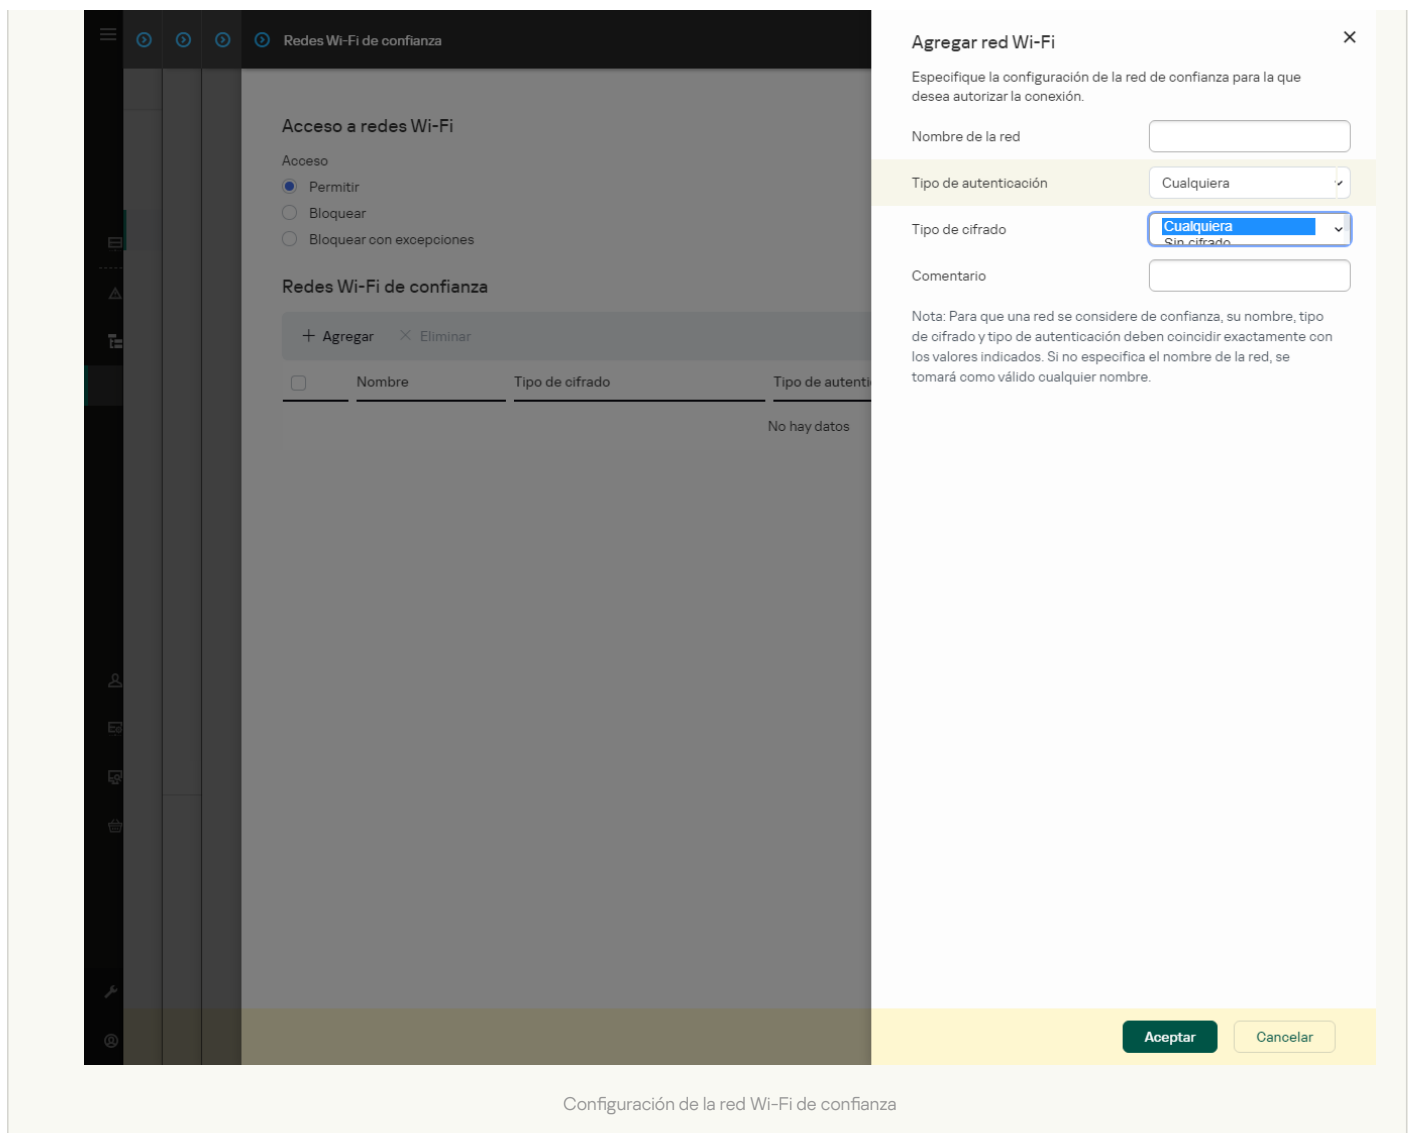 Redes Wi-Fi de confianza
Acceso a redes Wi-Fi
Acceso
Permitir
Bloquear
Bloquear con excepciones
Redes Wi-Fi de confianza
+ Agregar × Eliminar
Nombre Tipo de cifrado Tipo de autenti
No hay datos
Agregar red Wi-Fi
Especifique la configuración de la red de confianza para la que
desea autorizar la conexión.
Nombre de la red
Tipo de autenticación Cualquiera
Tipo de cifrado Cualquiera
Sin cifrado
Comentario
Nota: Para que una red se considere de confianza, su nombre, tipo
de cifrado y tipo de autenticación deben coincidir exactamente con
los valores indicados. Si no especifica el nombre de la red, se
tomará como válido cualquier nombre.
Aceptar Cancelar
Configuración de la red Wi-Fi de confianza